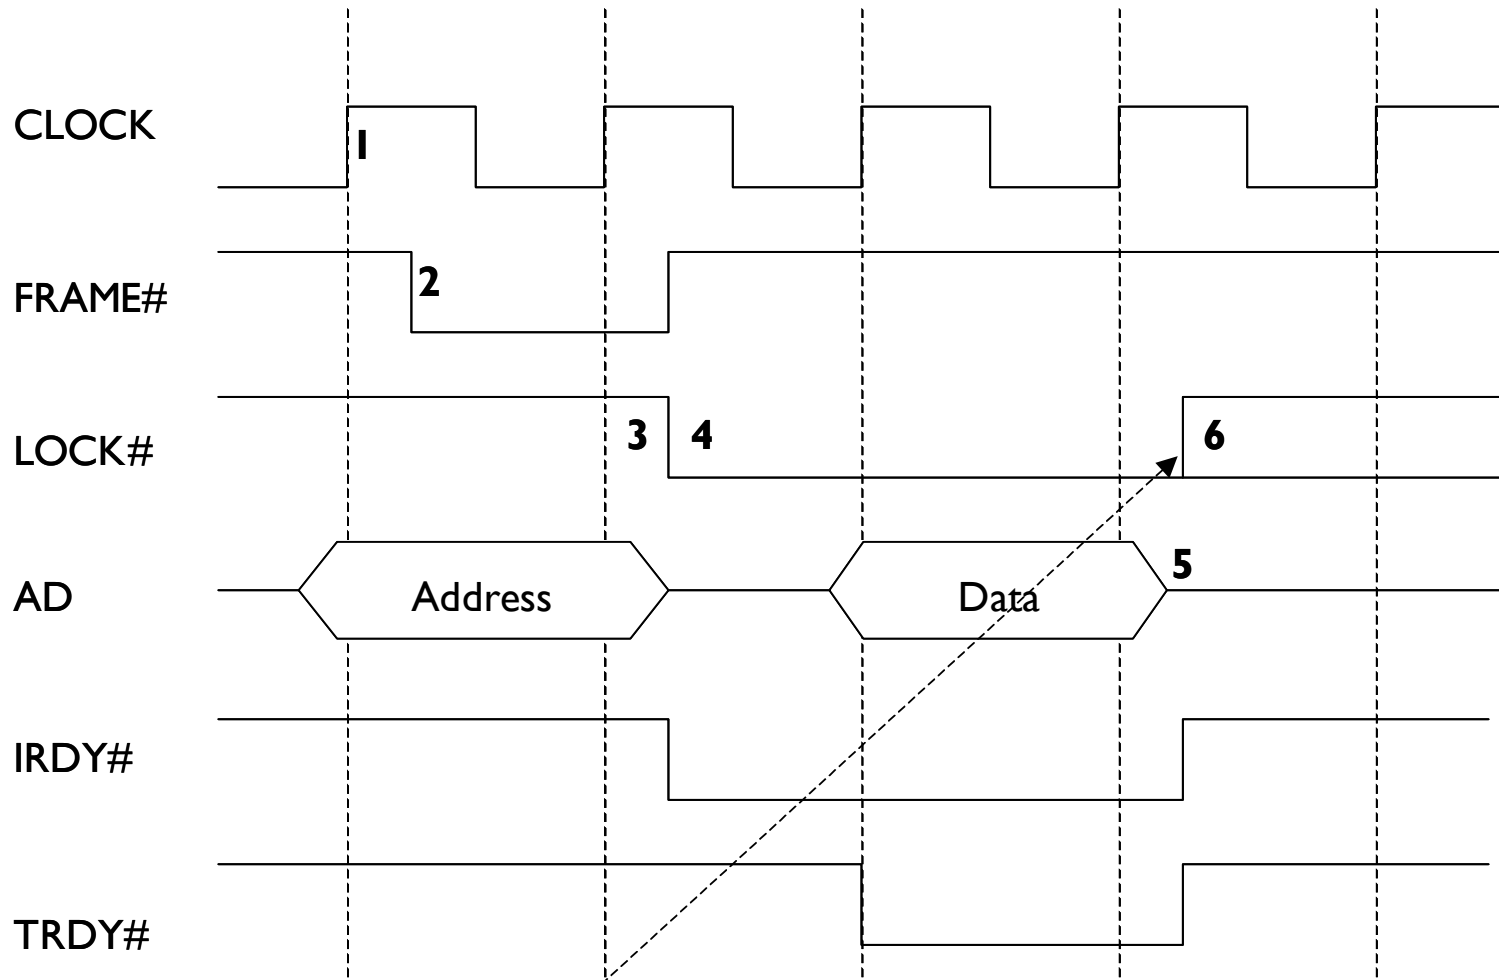 CLOCK
1
FRAME#
2
LOCK#
3 4 6
AD
Address
Data
5
IRDY#
TRDY#